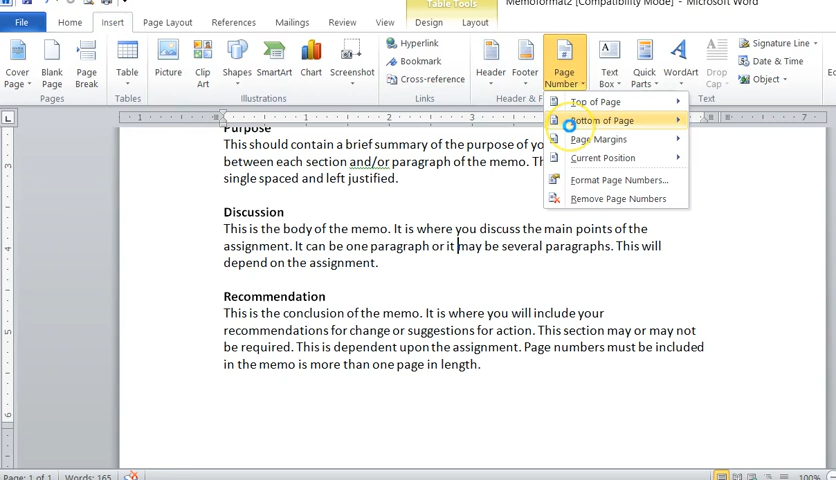 Table Tools
Memoformat2 [Compatibility Mode] - Microsoft Word
File Home Insert Page Layout References Mailings Review View Design Layout
Cover Page
Blank Page
Page Break
Table
Picture
Clip Art
Shapes
SmartArt
Chart
Screenshot
Hyperlink
Bookmark
Cross-reference
Header
Footer
Page Number
Text Box
Quick Parts
WordArt
Drop Cap
Signature Line
Date & Time
Object
Pages
Tables
Illustrations
Links
Header & F
Text
Top of Page
Bottom of Page
Page Margins
Current Position
Format Page Numbers...
Remove Page Numbers
L
1 1 2 3
3
4
5
6
Purpose
This should contain a brief summary of the purpose of yo
between each section and/or paragraph of the memo. Th
single spaced and left justified.
Discussion
This is the body of the memo. It is where you discuss the main points of the
assignment. It can be one paragraph or it may be several paragraphs. This will
depend on the assignment.
Recommendation
This is the conclusion of the memo. It is where you will include your
recommendations for change or suggestions for action. This section may or may not
be required. This is dependent upon the assignment. Page numbers must be included
in the memo is more than one page in length.
Page: 1 of 1 Words: 165 100%